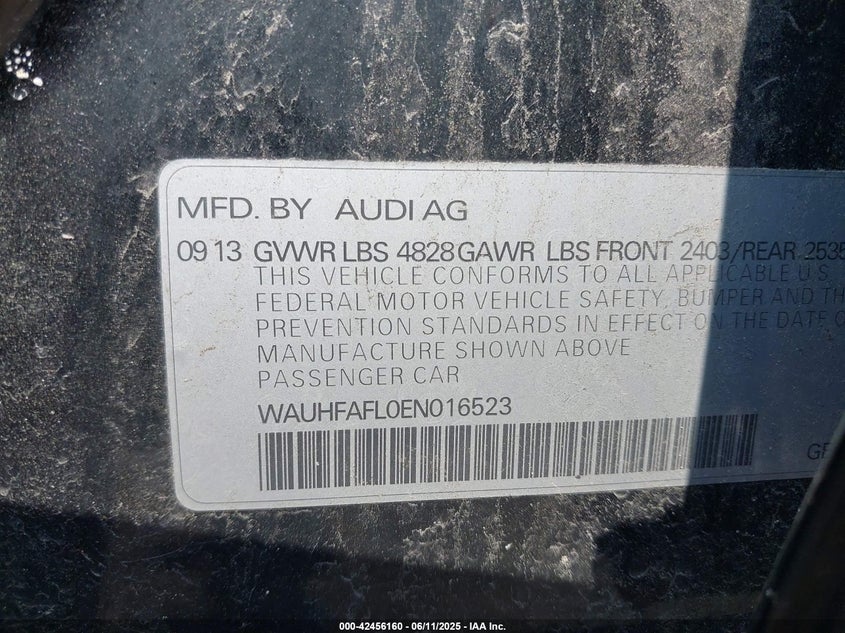 MFD. BY AUDI AG
09 13 GVWR LBS 4828 GAWR LBS FRONT 2403/REAR 2535
THIS VEHICLE CONFORMS TO ALL APPLICABLE U.S.
FEDERAL MOTOR VEHICLE SAFETY, BUMPER AND TH
PREVENTION STANDARDS IN EFFECT ON THE DATE O
MANUFACTURE SHOWN ABOVE
PASSENGER CAR
WAUHFAFL0EN016523
GF
000-42456160 - 06/11/2025 - IAA Inc.